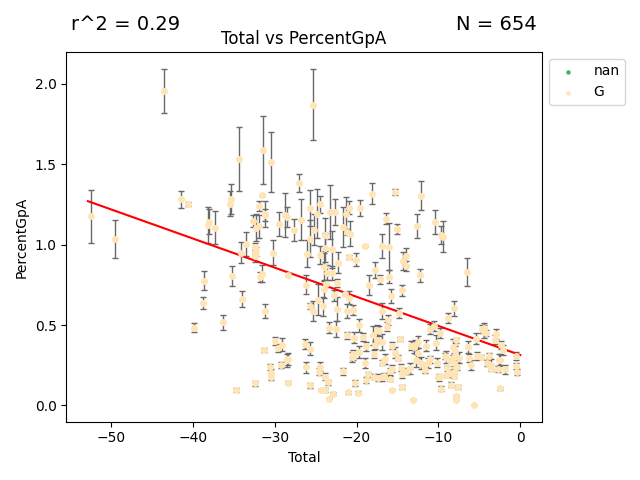 r^2 = 0.29 N = 654
Total vs PercentGpA
nan
G
2.0
1.5
1.0
0.5
0.0
PercentGpA
−50 −40 −30 −20 −10 0
Total